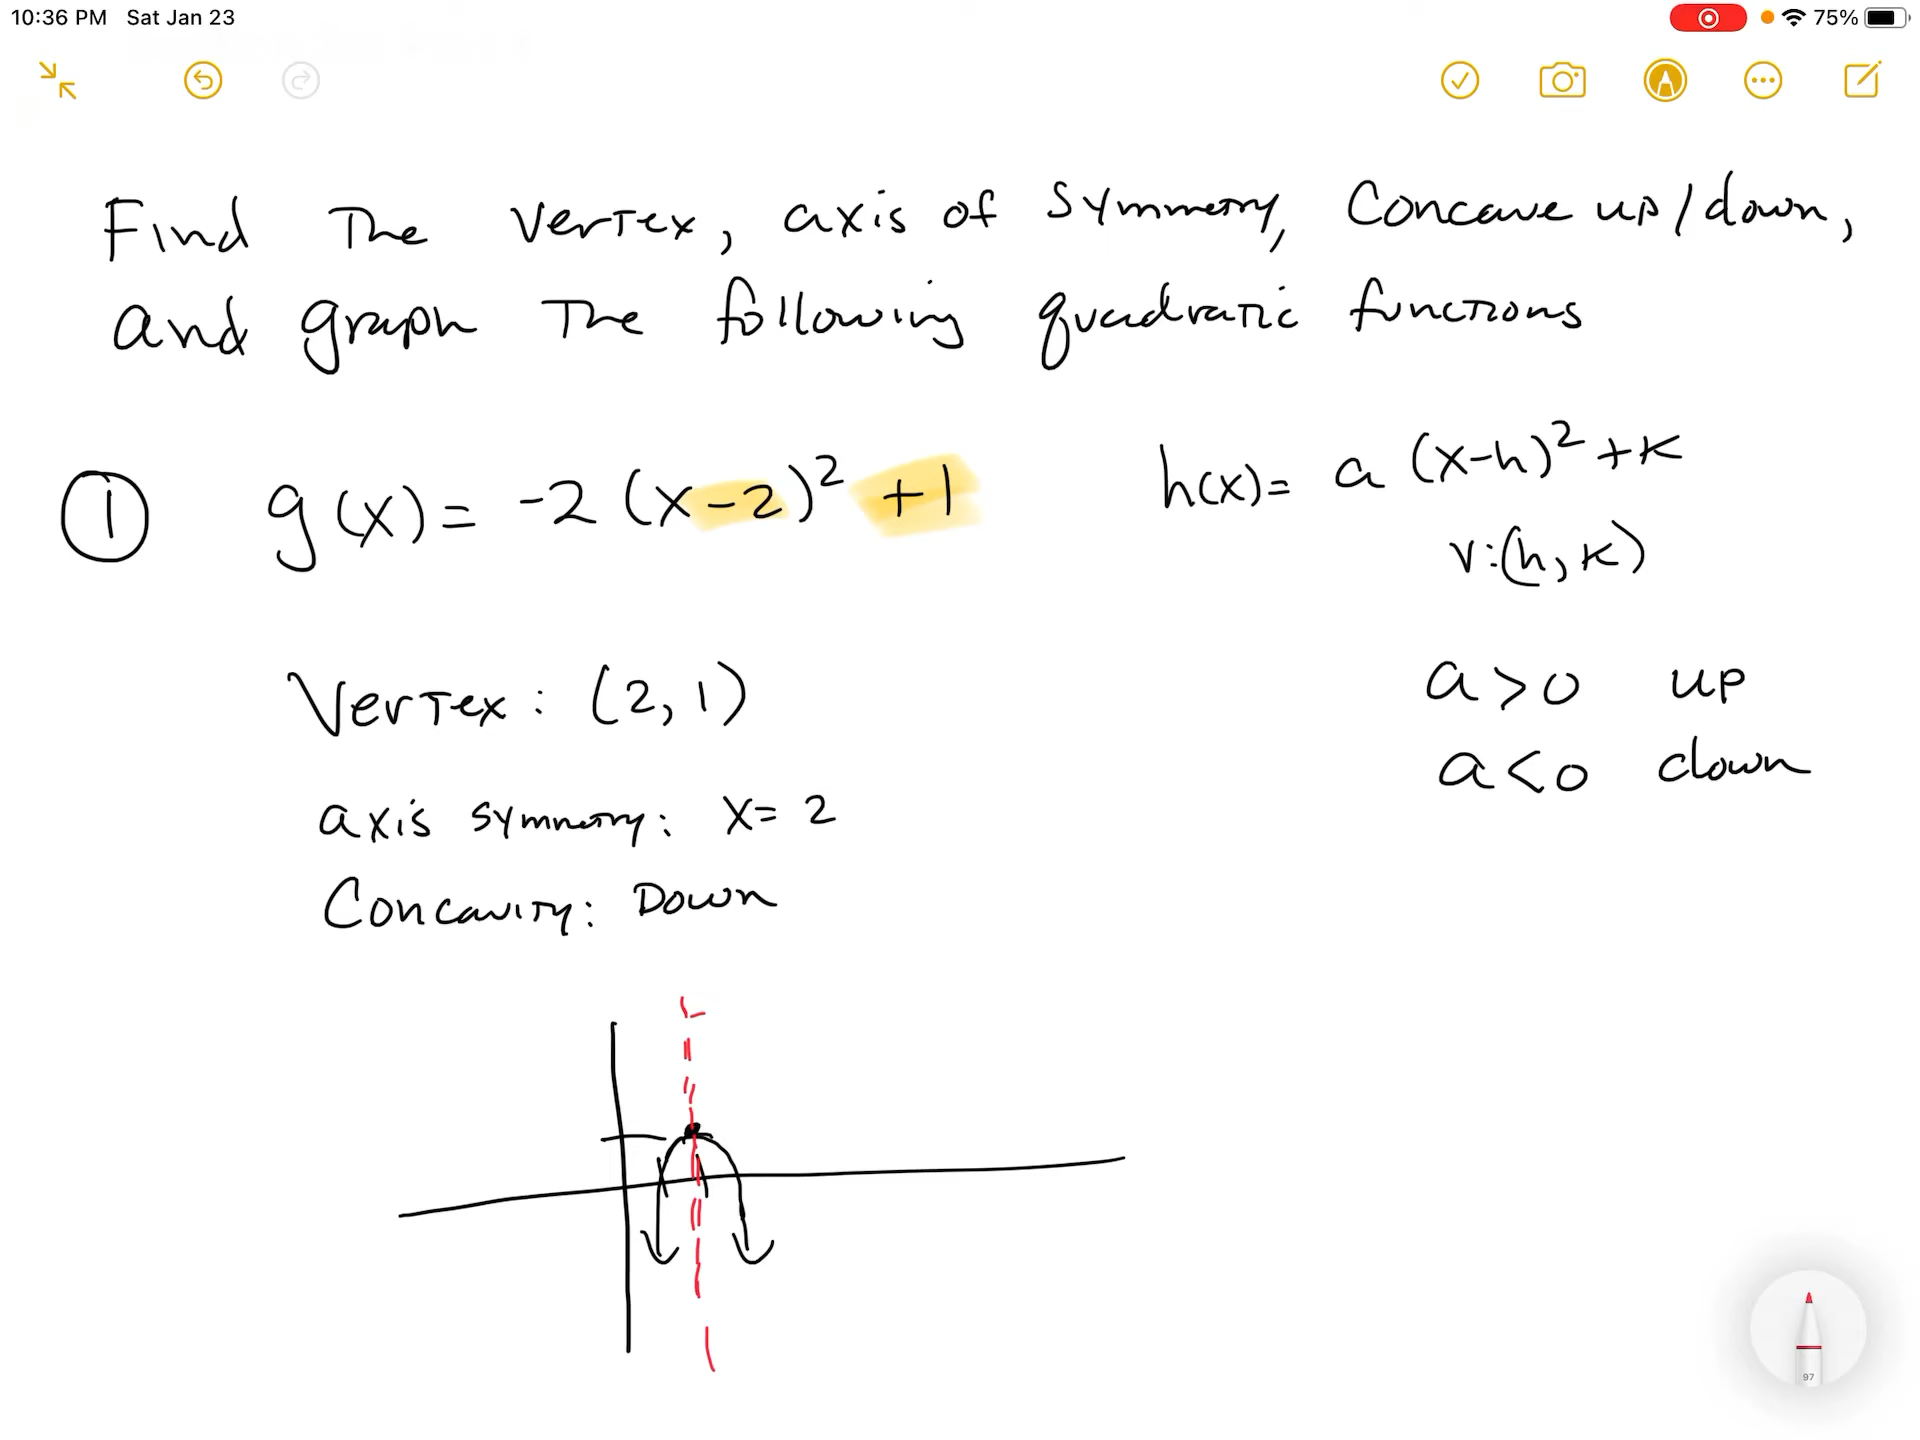 10:36 PM Sat Jan 23
75%
Find The Vertex, axis of Symmetry, Concave up/down,
and graph The following quadratic functions
1 g(x)= -2(x-2)² +1
h(x)= a(x-h)²+k
V:(h,k)
Vertex: (2,1)
a>0 up
a<0 down
axis symmetry: x= 2
Concavity: Down
97